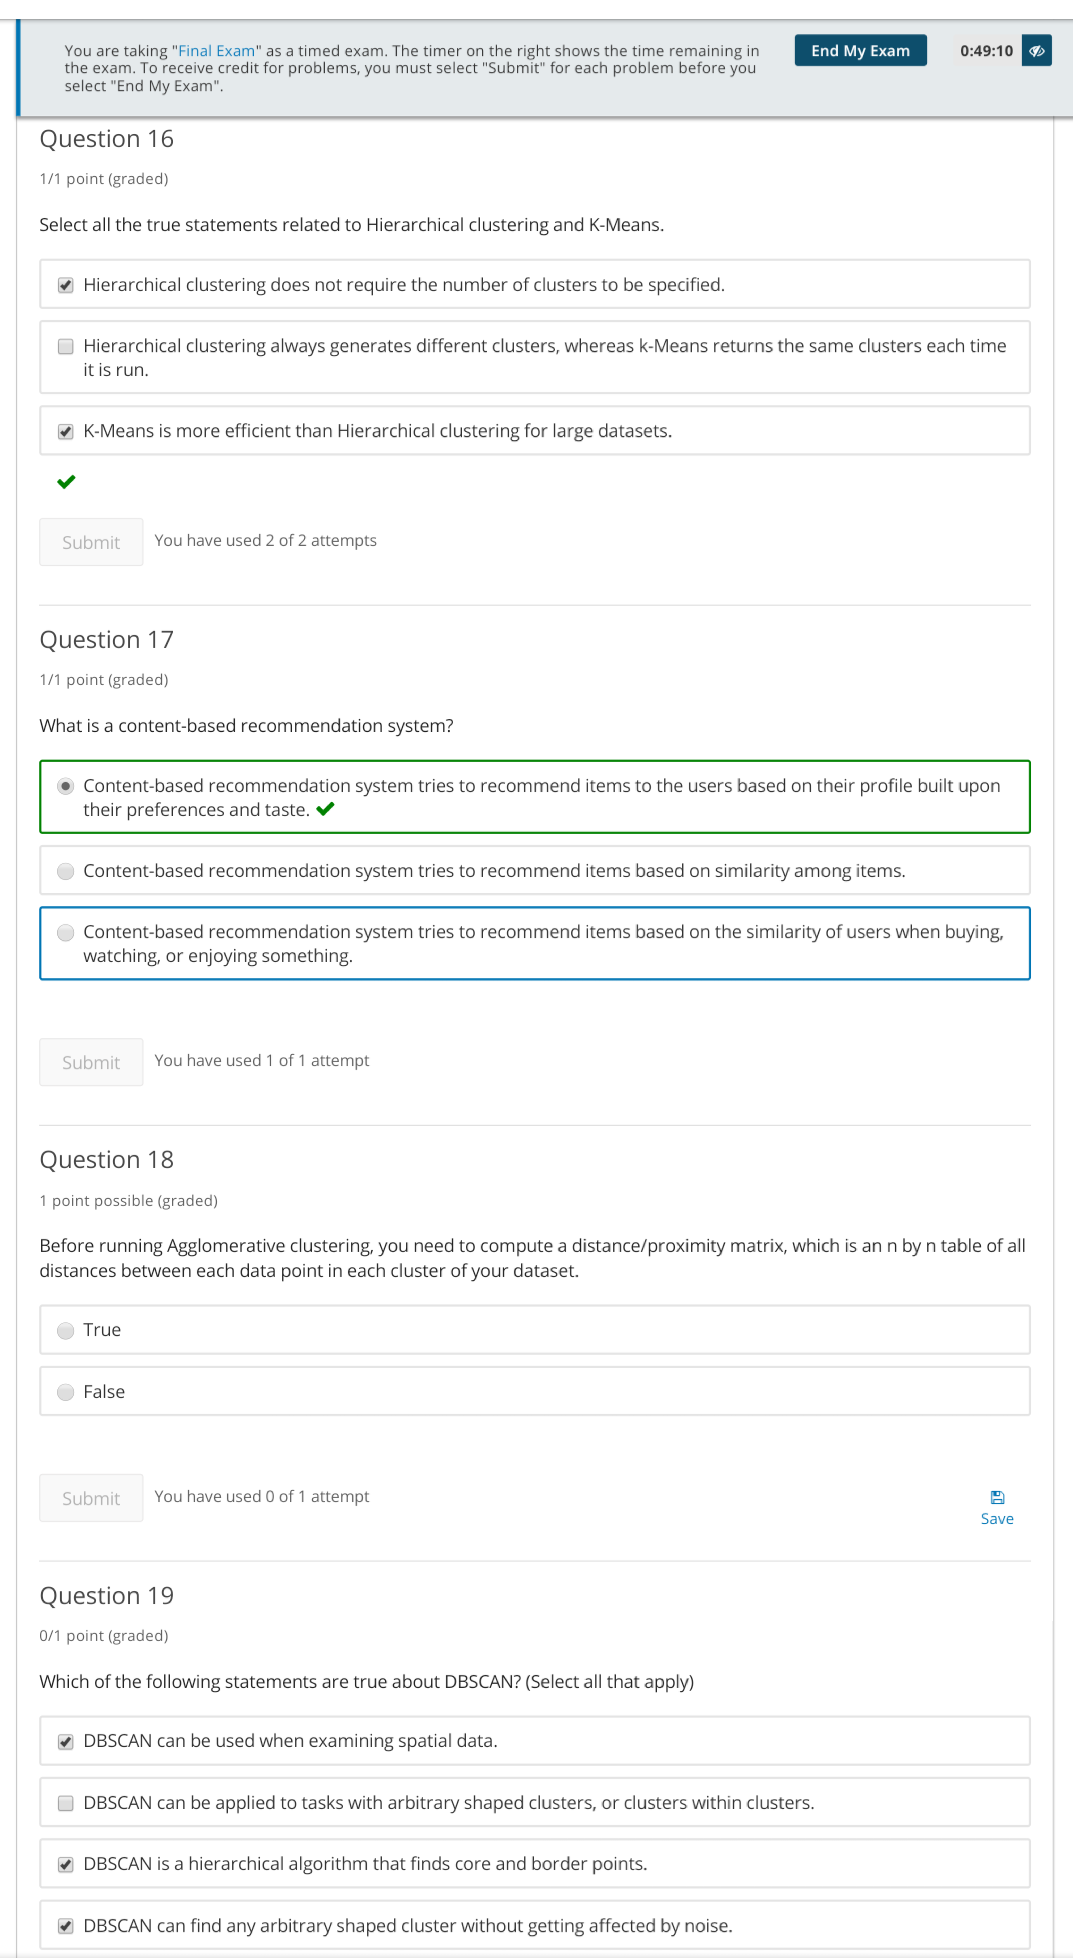 You are taking "Final Exam" as a timed exam. The timer on the right shows the time remaining in
the exam. To receive credit for problems, you must select "Submit" for each problem before you
select "End My Exam".
End My Exam
0:49:10
Question 16
1/1 point (graded)
Select all the true statements related to Hierarchical clustering and K-Means.
Hierarchical clustering does not require the number of clusters to be specified.
Hierarchical clustering always generates different clusters, whereas k-Means returns the same clusters each time
it is run.
K-Means is more efficient than Hierarchical clustering for large datasets.
Submit
You have used 2 of 2 attempts
Question 17
1/1 point (graded)
What is a content-based recommendation system?
Content-based recommendation system tries to recommend items to the users based on their profile built upon
their preferences and taste.
Content-based recommendation system tries to recommend items based on similarity among items.
Content-based recommendation system tries to recommend items based on the similarity of users when buying,
watching, or enjoying something.
Submit
You have used 1 of 1 attempt
Question 18
1 point possible (graded)
Before running Agglomerative clustering, you need to compute a distance/proximity matrix, which is an n by n table of all
distances between each data point in each cluster of your dataset.
True
False
Submit
You have used 0 of 1 attempt
Save
Question 19
0/1 point (graded)
Which of the following statements are true about DBSCAN? (Select all that apply)
DBSCAN can be used when examining spatial data.
DBSCAN can be applied to tasks with arbitrary shaped clusters, or clusters within clusters.
DBSCAN is a hierarchical algorithm that finds core and border points.
DBSCAN can find any arbitrary shaped cluster without getting affected by noise.